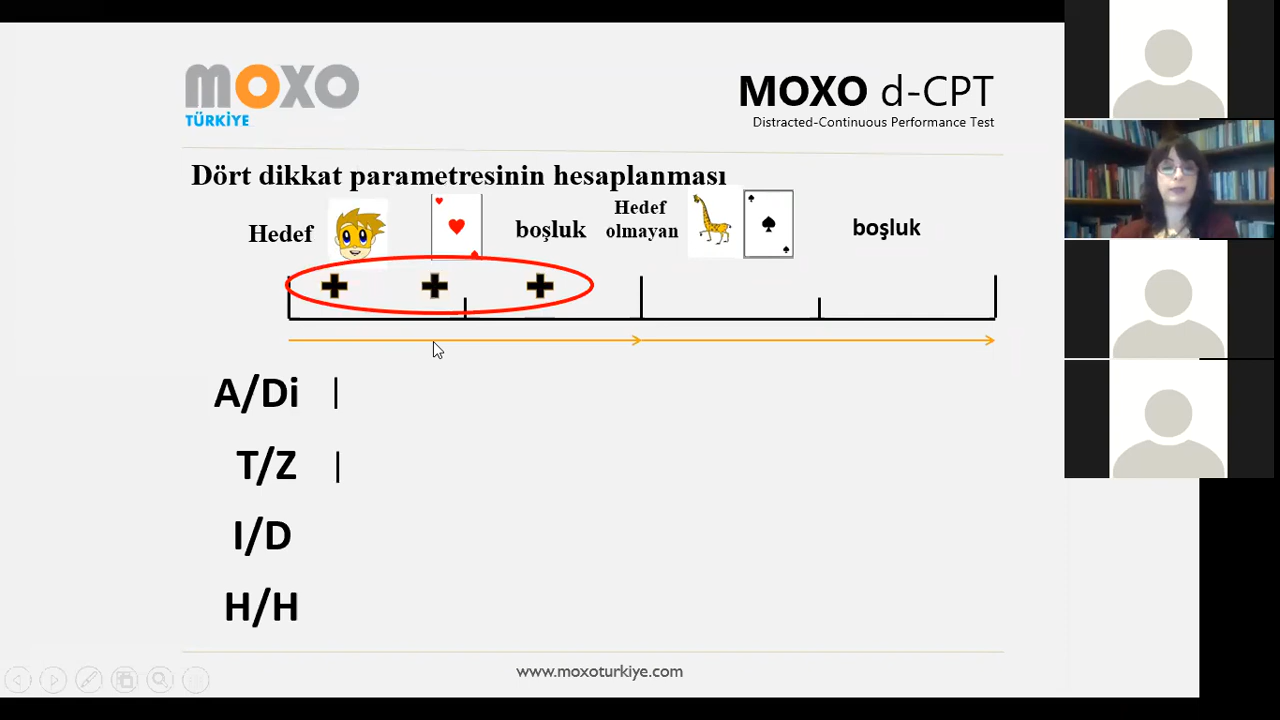 moxo
TÜRKİYE
MOXO d-CPT
Distracted-Continuous Performance Test
Dört dikkat parametresinin hesaplanması
Hedef
boşluk
Hedef
olmayan
boşluk
A/Di |
T/Z |
I/D
H/H
www.moxoturkiye.com